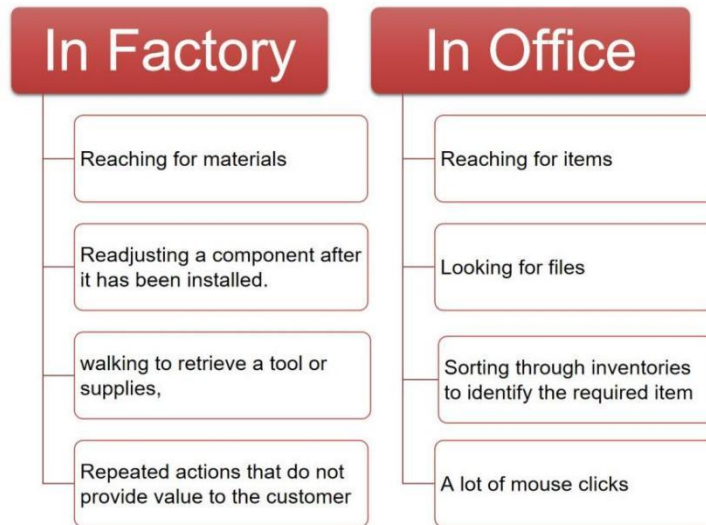 In Factory
Reaching for materials
Readjusting a component after
it has been installed.
walking to retrieve a tool or
supplies,
Repeated actions that do not
provide value to the customer
In Office
Reaching for items
Looking for files
Sorting through inventories
to identify the required item
A lot of mouse clicks